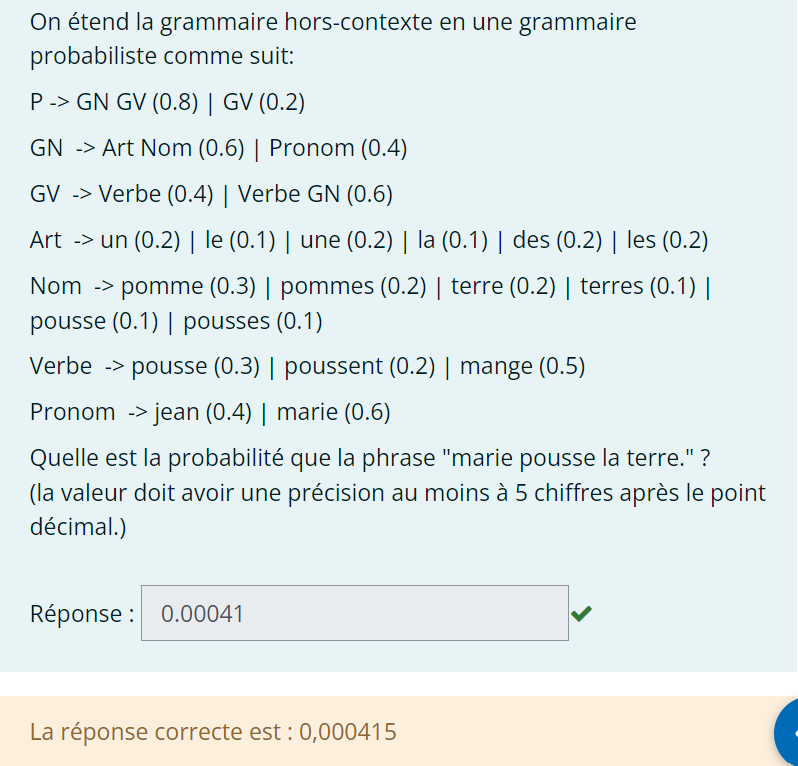 On étend la grammaire hors-contexte en une grammaire
probabiliste comme suit:
P -> GN GV (0.8) | GV (0.2)
GN -> Art Nom (0.6) | Pronom (0.4)
GV -> Verbe (0.4) | Verbe GN (0.6)
Art -> un (0.2) | le (0.1) | une (0.2) | la (0.1) | des (0.2) | les (0.2)
Nom -> pomme (0.3) | pommes (0.2) | terre (0.2) | terres (0.1) |
pousse (0.1) | pousses (0.1)
Verbe -> pousse (0.3) | poussent (0.2) | mange (0.5)
Pronom -> jean (0.4) | marie (0.6)
Quelle est la probabilité que la phrase "marie pousse la terre." ?
(la valeur doit avoir une précision au moins à 5 chiffres après le point
décimal.)
Réponse : 0.00041
La réponse correcte est : 0,000415